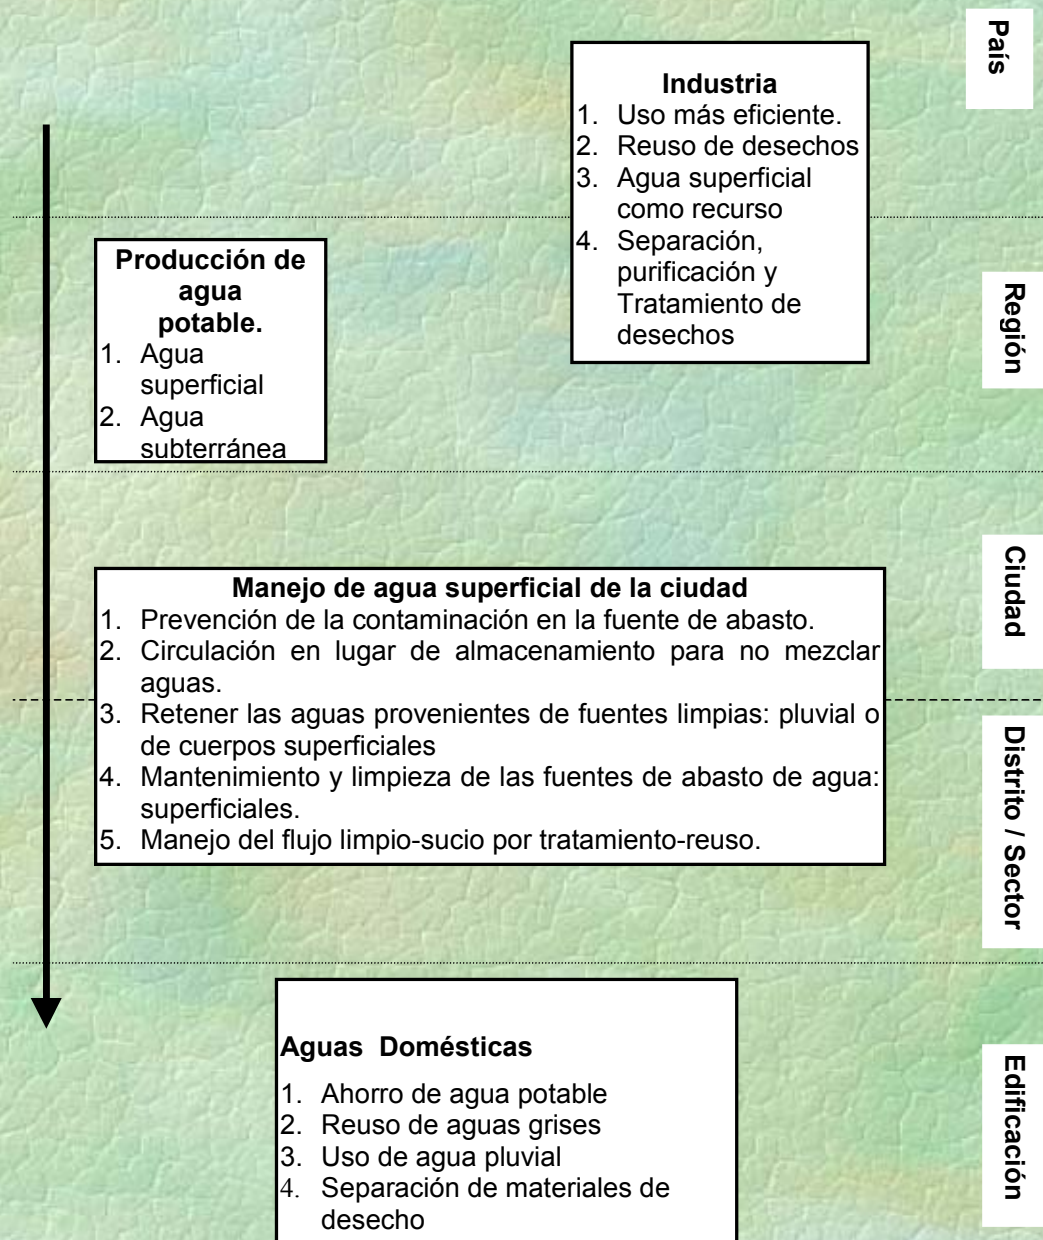 País
Industria
1. Uso más eficiente.
2. Reuso de desechos
3. Agua superficial
como recurso
4. Separación,
purificación y
Tratamiento de
desechos
Región
Producción de
agua
potable.
1. Agua
superficial
2. Agua
subterránea
Ciudad
Manejo de agua superficial de la ciudad
1. Prevención de la contaminación en la fuente de abasto.
2. Circulación en lugar de almacenamiento para no mezclar
aguas.
3. Retener las aguas provenientes de fuentes limpias: pluvial o
de cuerpos superficiales
4. Mantenimiento y limpieza de las fuentes de abasto de agua:
superficiales.
5. Manejo del flujo limpio-sucio por tratamiento-reuso.
Distrito / Sector
Aguas Domésticas
1. Ahorro de agua potable
2. Reuso de aguas grises
3. Uso de agua pluvial
4. Separación de materiales de
desecho
Edificación